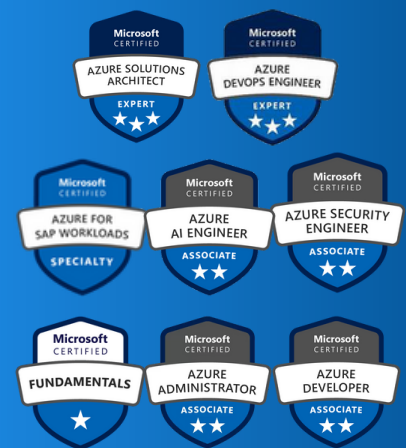 Microsoft
CERTIFIED
AZURE SOLUTIONS
ARCHITECT
EXPERT
Microsoft
CERTIFIED
AZURE
DEVOPS ENGINEER
EXPERT
Microsoft
CERTIFIED
AZURE FOR
SAP WORKLOADS
SPECIALTY
Microsoft
CERTIFIED
AZURE
AI ENGINEER
ASSOCIATE
Microsoft
CERTIFIED
AZURE SECURITY
ENGINEER
ASSOCIATE
Microsoft
CERTIFIED
FUNDAMENTALS
Microsoft
CERTIFIED
AZURE
ADMINISTRATOR
ASSOCIATE
Microsoft
CERTIFIED
AZURE
DEVELOPER
ASSOCIATE